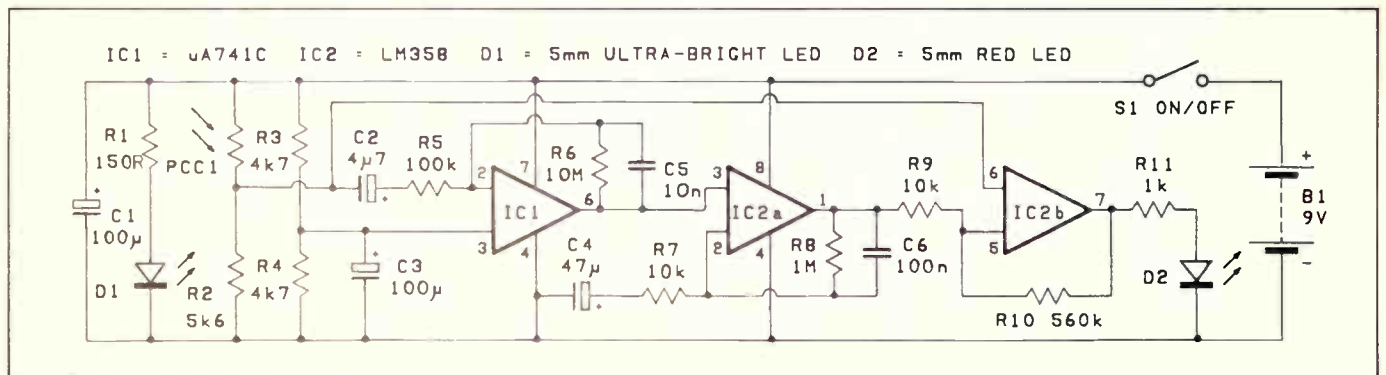 IC1 = uA741C IC2 = LM358 D1 = 5mm ULTRA-BRIGHT LED D2 = 5mm RED LED
S1 ON/OFF
R1
150R
PCC1
R3
4k7
C2
4µ7
R5
100k
R6
10M
C5
10n
R9
10k
R11
1k
B1
9V
+
-
+
C1
100µ
D1
R2
5k6
R4
4k7
+
C3
100µ
+
2
7
IC1
6
3
4
C4
47µ
+
R7
10k
3
8
IC2a
1
2
4
R8
1M
C6
100n
6
IC2b
7
5
R10 560k
D2